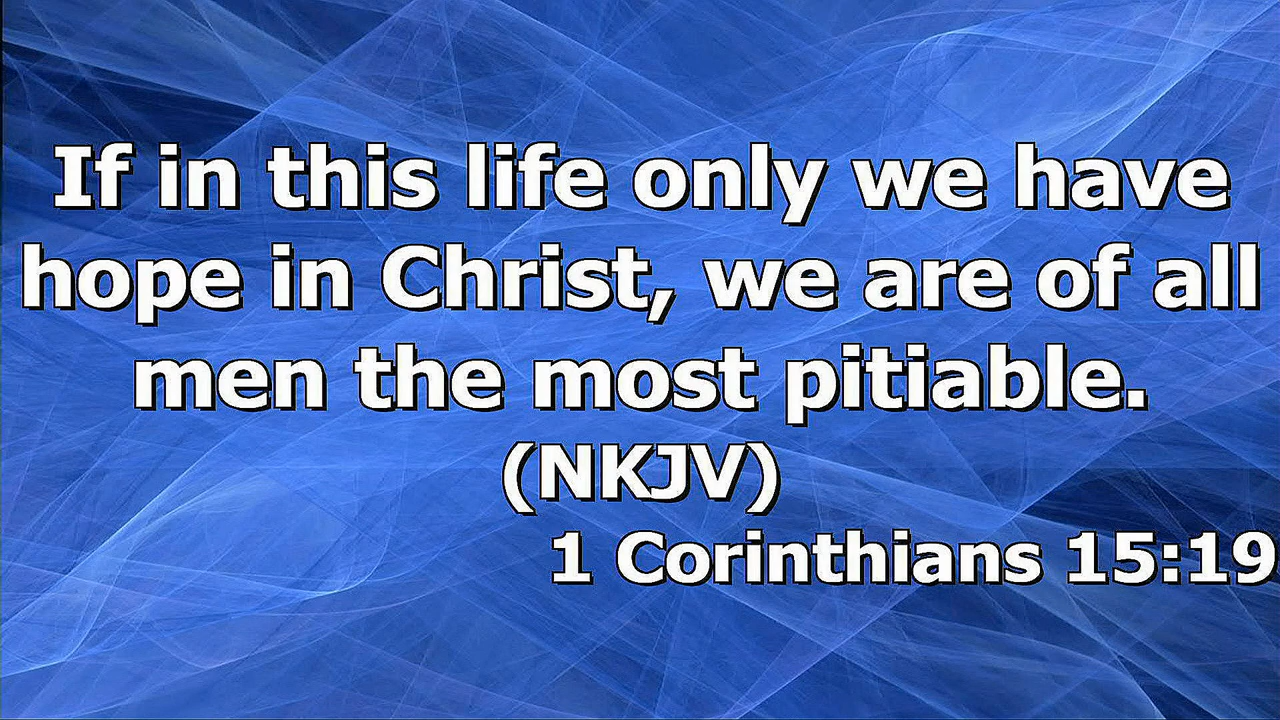 If in this life only we have
hope in Christ, we are of all
men the most pitiable.
(NKJV)
1 Corinthians 15:19